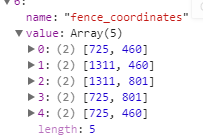 6:
name: "fence_coordinates"
value: Array(5)
0: (2) [725, 460]
1: (2) [1311, 460]
2: (2) [1311, 801]
3: (2) [725, 801]
4: (2) [725, 460]
length: 5